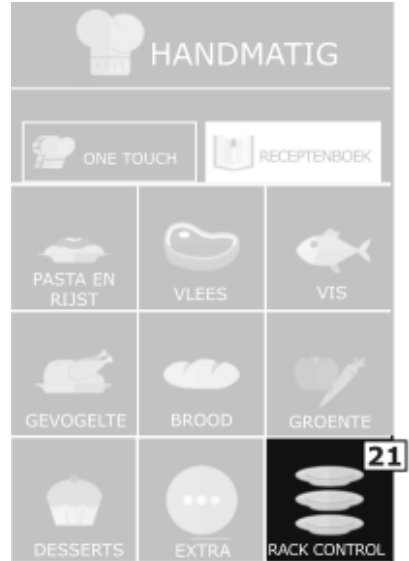 HANDMATIG
ONE TOUCH
RECEPTENBOEK
PASTA EN
RIJST
VLEES
VIS
GEVOGELTE
BROOD
GROENTE
21
DESSERTS
EXTRA
RACK CONTROL